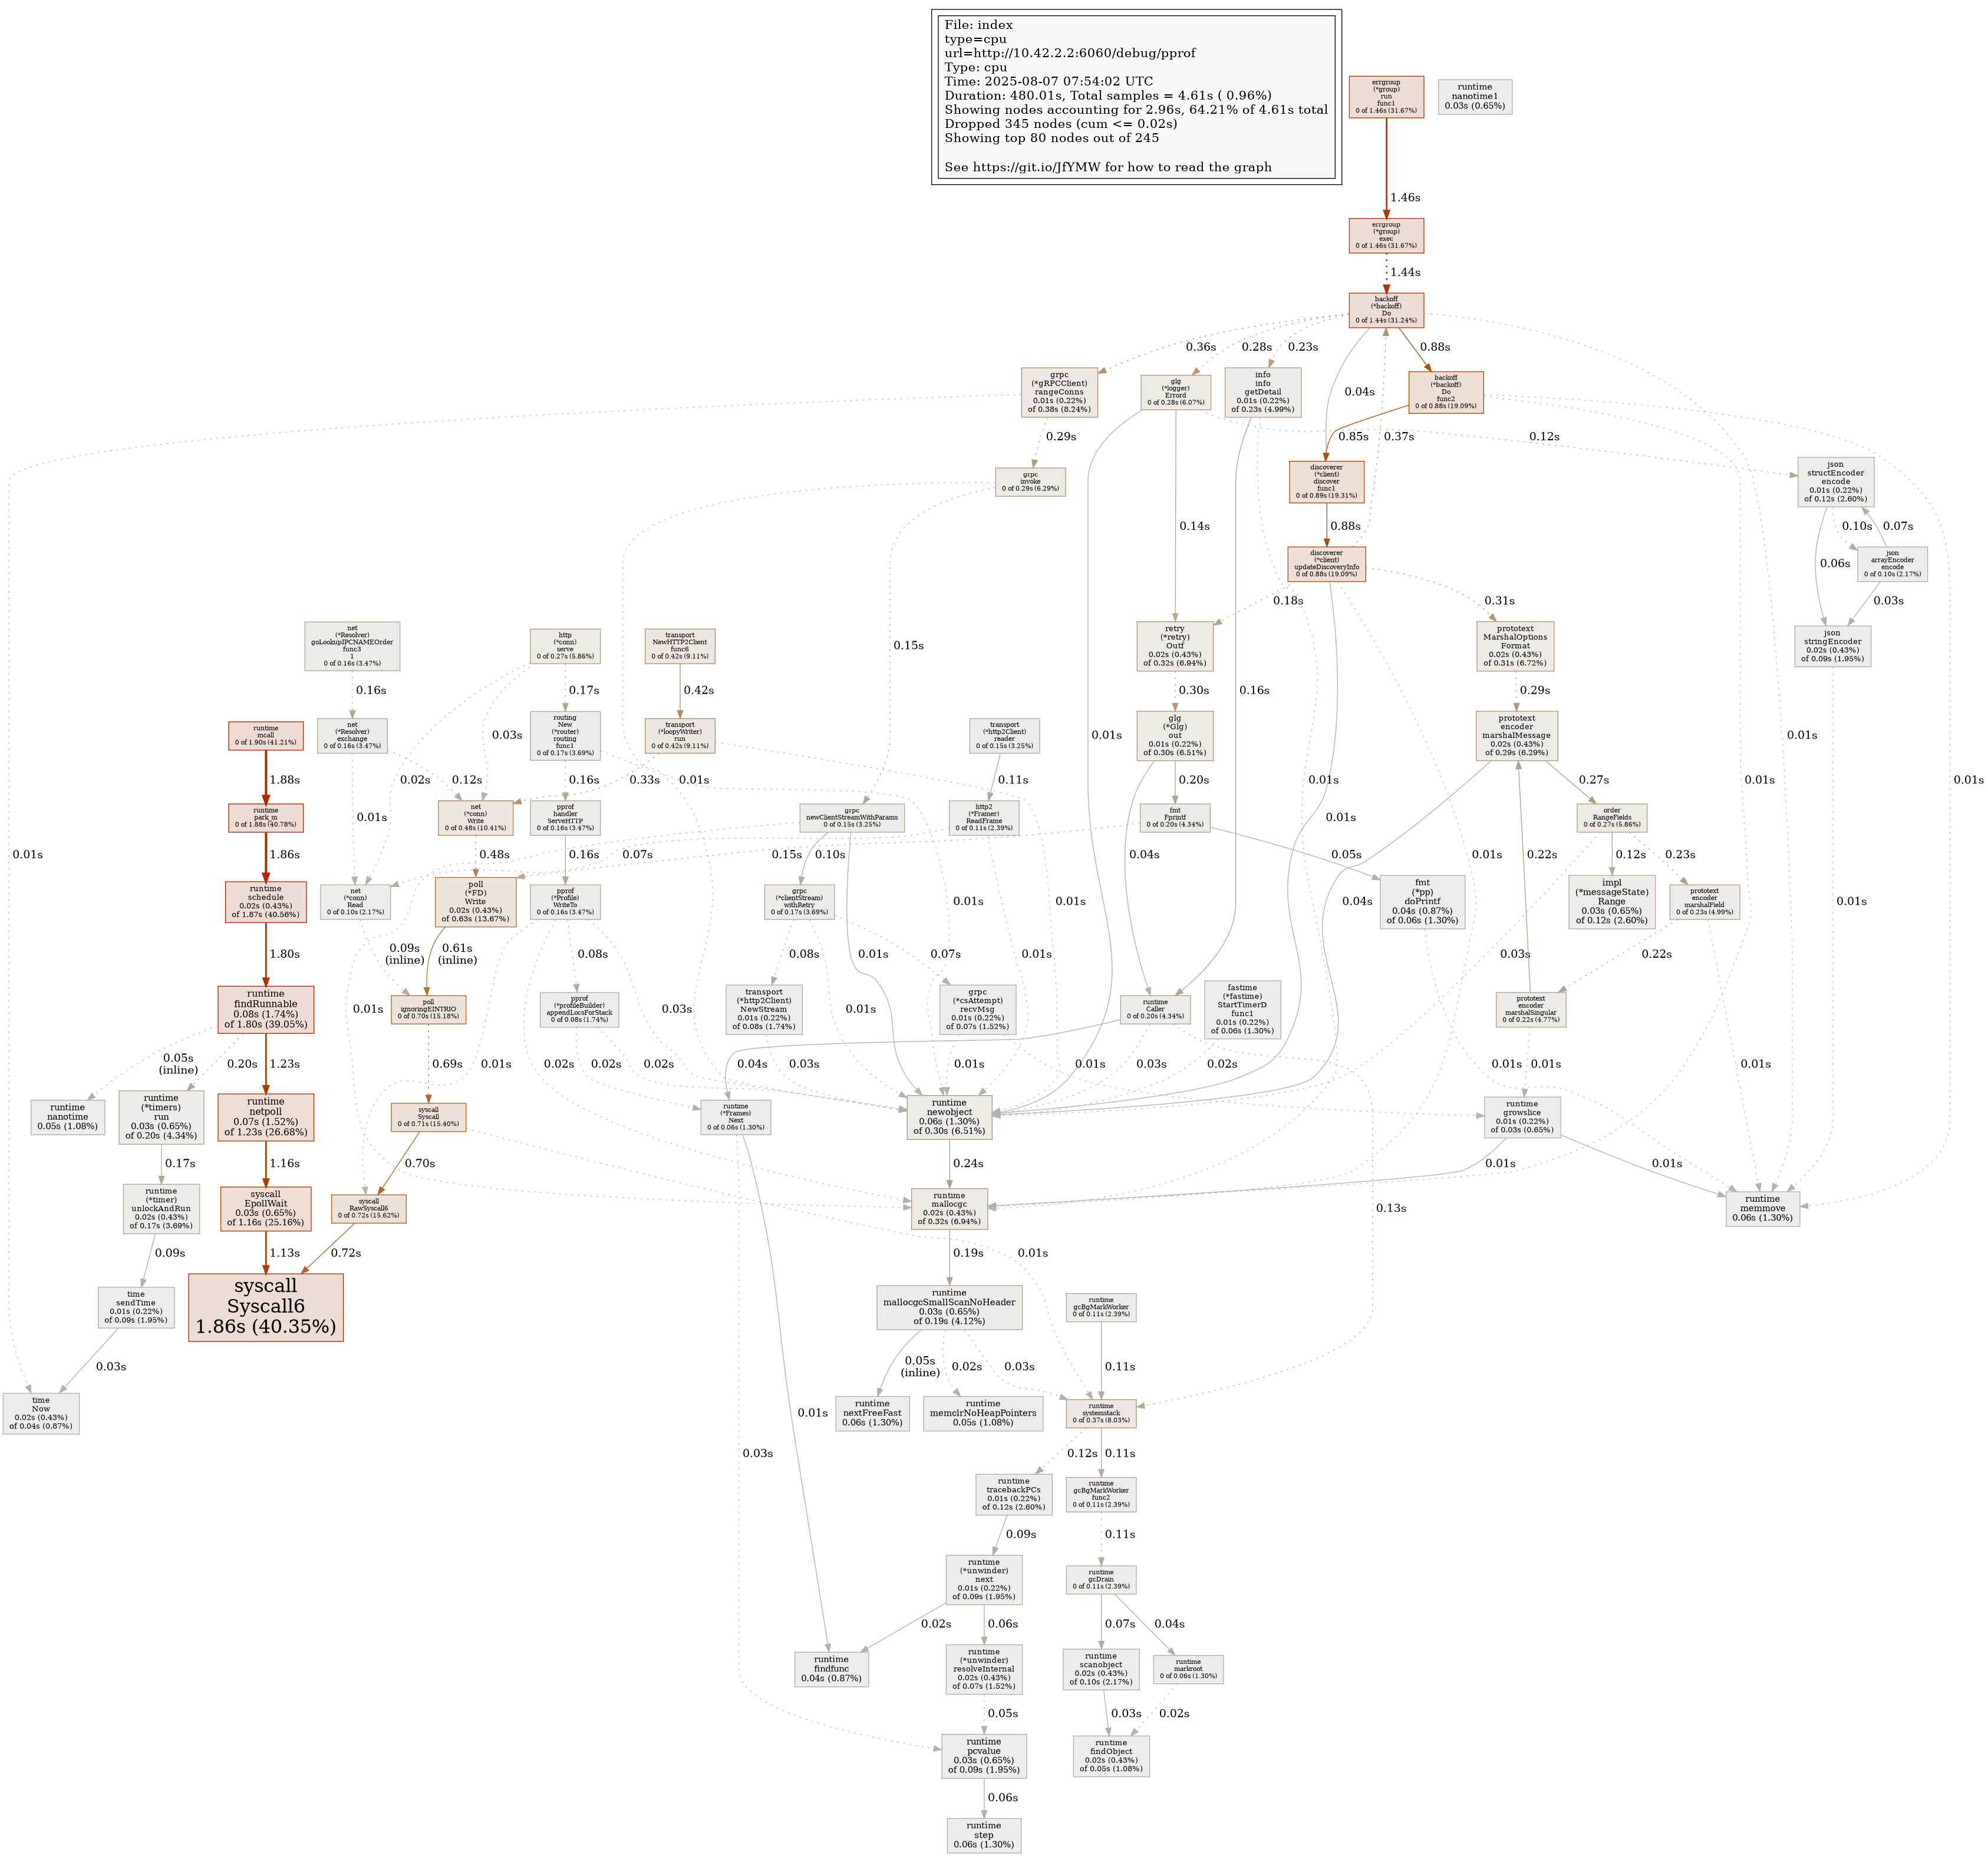 File: index
type=cpu
url=http://10.42.2.2:6060/debug/pprof
Type: cpu
Time: 2025-08-07 07:54:02 UTC
Duration: 480.01s, Total samples = 4.61s ( 0.96%)
Showing nodes accounting for 2.96s, 64.21% of 4.61s total
Dropped 345 nodes (cum <= 0.02s)
Showing top 80 nodes out of 245
See https://git.io/JfYMW for how to read the graph
errgroup
(*group)
run
func1
0 of 1.46s (31.67%)
runtime
nanotime1
0.03s (0.65%)
1.46s
errgroup
(*group)
exec
0 of 1.46s (31.67%)
1.44s
backoff
(*backoff)
Do
0 of 1.44s (31.24%)
0.36s
0.28s
0.23s
0.04s
0.88s
0.01s
grpc
(*gRPCClient)
rangeConns
0.01s (0.22%)
of 0.38s (8.24%)
glg
(*logger)
Errord
0 of 0.28s (6.07%)
info
info
getDetail
0.01s (0.22%)
of 0.23s (4.99%)
backoff
(*backoff)
Do
func2
0 of 0.88s (19.09%)
0.01s
0.29s
0.01s
0.14s
0.12s
0.16s
0.01s
0.85s
0.37s
0.01s
0.01s
grpc
invoke
0 of 0.29s (6.29%)
discoverer
(*client)
discover
func1
0 of 0.89s (19.31%)
json
structEncoder
encode
0.01s (0.22%)
of 0.12s (2.60%)
0.88s
0.10s
0.07s
0.06s
discoverer
(*client)
updateDiscoveryInfo
0 of 0.88s (19.09%)
json
arrayEncoder
encode
0 of 0.10s (2.17%)
0.07s
0.15s
0.18s
0.01s
0.01s
0.31s
0.03s
net
(*Resolver)
goLookupIPCNAMEOrder
func3
1
0 of 0.16s (3.47%)
http
(*conn)
serve
0 of 0.27s (5.86%)
transport
NewHTTP2Client
func6
0 of 0.42s (9.11%)
retry
(*retry)
Outf
0.02s (0.43%)
of 0.32s (6.94%)
prototext
MarshalOptions
Format
0.02s (0.43%)
of 0.31s (6.72%)
json
stringEncoder
0.02s (0.43%)
of 0.09s (1.95%)
0.16s
0.02s
0.03s
0.17s
0.42s
0.30s
0.29s
0.01s
runtime
mcall
0 of 1.90s (41.21%)
net
(*Resolver)
exchange
0 of 0.16s (3.47%)
routing
New
(*router)
routing
func1
0 of 0.17s (3.69%)
transport
(*loopyWriter)
run
0 of 0.42s (9.11%)
transport
(*http2Client)
reader
0 of 0.15s (3.25%)
glg
(*Glg)
out
0.01s (0.22%)
of 0.30s (6.51%)
prototext
encoder
marshalMessage
0.02s (0.43%)
of 0.29s (6.29%)
1.88s
0.01s
0.12s
0.16s
0.01s
0.33s
0.01s
0.11s
0.04s
0.20s
0.04s
0.27s
runtime
park_m
0 of 1.88s (40.78%)
net
(*conn)
Write
0 of 0.48s (10.41%)
pprof
handler
ServeHTTP
0 of 0.16s (3.47%)
grpc
newClientStreamWithParams
0 of 0.15s (3.25%)
http2
(*Framer)
ReadFrame
0 of 0.11s (2.39%)
fmt
Fprintf
0 of 0.20s (4.34%)
order
RangeFields
0 of 0.27s (5.86%)
1.86s
0.48s
0.16s
0.01s
0.10s
0.01s
0.01s
0.15s
0.05s
0.03s
0.12s
0.23s
0.22s
runtime
schedule
0.02s (0.43%)
of 1.87s (40.56%)
net
(*conn)
Read
0 of 0.10s (2.17%)
poll
(*FD)
Write
0.02s (0.43%)
of 0.63s (13.67%)
pprof
(*Profile)
WriteTo
0 of 0.16s (3.47%)
grpc
(*clientStream)
withRetry
0 of 0.17s (3.69%)
fmt
(*pp)
doPrintf
0.04s (0.87%)
of 0.06s (1.30%)
impl
(*messageState)
Range
0.03s (0.65%)
of 0.12s (2.60%)
prototext
encoder
marshalField
0 of 0.23s (4.99%)
1.80s
0.09s
(inline)
0.61s
(inline)
0.01s
0.02s
0.08s
0.03s
0.08s
0.01s
0.07s
0.01s
0.22s
0.01s
runtime
findRunnable
0.08s (1.74%)
of 1.80s (39.05%)
poll
ignoringEINTRIO
0 of 0.70s (15.18%)
pprof
(*profileBuilder)
appendLocsForStack
0 of 0.08s (1.74%)
transport
(*http2Client)
NewStream
0.01s (0.22%)
of 0.08s (1.74%)
grpc
(*csAttempt)
recvMsg
0.01s (0.22%)
of 0.07s (1.52%)
runtime
Caller
0 of 0.20s (4.34%)
fastime
(*fastime)
StartTimerD
func1
0.01s (0.22%)
of 0.06s (1.30%)
prototext
encoder
marshalSingular
0 of 0.22s (4.77%)
0.05s
(inline)
0.20s
1.23s
0.69s
0.02s
0.02s
0.04s
0.03s
0.01s
0.01s
0.03s
0.02s
0.13s
0.01s
runtime
nanotime
0.05s (1.08%)
runtime
(*timers)
run
0.03s (0.65%)
of 0.20s (4.34%)
runtime
netpoll
0.07s (1.52%)
of 1.23s (26.68%)
syscall
Syscall
0 of 0.71s (15.40%)
runtime
(*Frames)
Next
0 of 0.06s (1.30%)
runtime
newobject
0.06s (1.30%)
of 0.30s (6.51%)
runtime
growslice
0.01s (0.22%)
of 0.03s (0.65%)
0.17s
1.16s
0.70s
0.01s
0.03s
0.01s
0.24s
0.01s
0.01s
runtime
(*timer)
unlockAndRun
0.02s (0.43%)
of 0.17s (3.69%)
syscall
EpollWait
0.03s (0.65%)
of 1.16s (25.16%)
syscall
RawSyscall6
0 of 0.72s (15.62%)
runtime
mallocgc
0.02s (0.43%)
of 0.32s (6.94%)
runtime
memmove
0.06s (1.30%)
0.09s
1.13s
0.72s
0.19s
time
sendTime
0.01s (0.22%)
of 0.09s (1.95%)
syscall
Syscall6
1.86s (40.35%)
runtime
mallocgcSmallScanNoHeader
0.03s (0.65%)
of 0.19s (4.12%)
runtime
gcBgMarkWorker
0 of 0.11s (2.39%)
0.03s
0.05s
(inline)
0.02s
0.03s
0.11s
time
Now
0.02s (0.43%)
of 0.04s (0.87%)
runtime
nextFreeFast
0.06s (1.30%)
runtime
memclrNoHeapPointers
0.05s (1.08%)
runtime
systemstack
0 of 0.37s (8.03%)
0.12s
0.11s
runtime
tracebackPCs
0.01s (0.22%)
of 0.12s (2.60%)
runtime
gcBgMarkWorker
func2
0 of 0.11s (2.39%)
0.09s
0.11s
runtime
(*unwinder)
next
0.01s (0.22%)
of 0.09s (1.95%)
runtime
gcDrain
0 of 0.11s (2.39%)
0.02s
0.06s
0.07s
0.04s
runtime
findfunc
0.04s (0.87%)
runtime
(*unwinder)
resolveInternal
0.02s (0.43%)
of 0.07s (1.52%)
runtime
scanobject
0.02s (0.43%)
of 0.10s (2.17%)
runtime
markroot
0 of 0.06s (1.30%)
0.05s
0.03s
0.02s
runtime
pcvalue
0.03s (0.65%)
of 0.09s (1.95%)
runtime
findObject
0.02s (0.43%)
of 0.05s (1.08%)
0.06s
runtime
step
0.06s (1.30%)